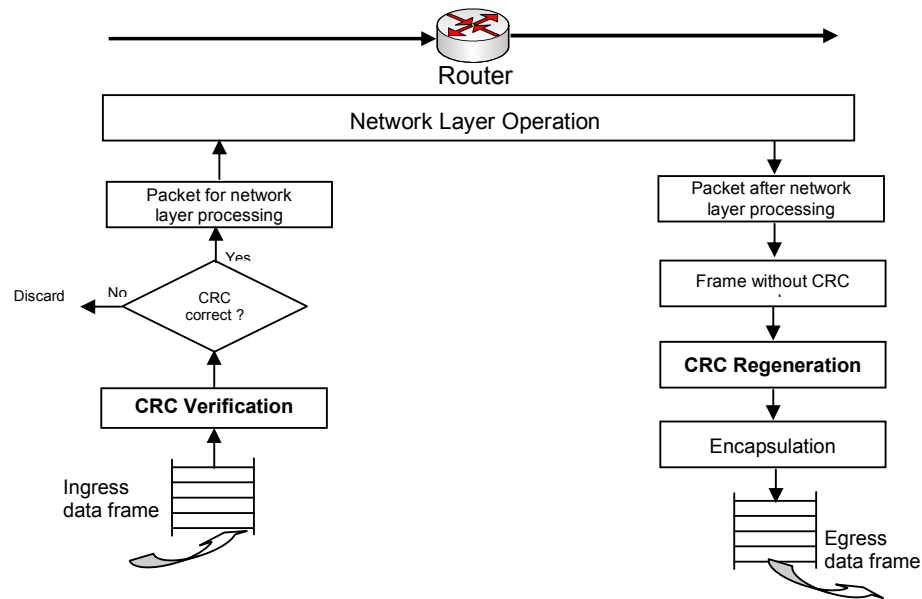 Router
Network Layer Operation
Packet for network
layer processing
Yes
No
Discard
CRC
correct ?
CRC Verification
Ingress
data frame
Packet after network
layer processing
Frame without CRC
CRC Regeneration
Encapsulation
Egress
data frame